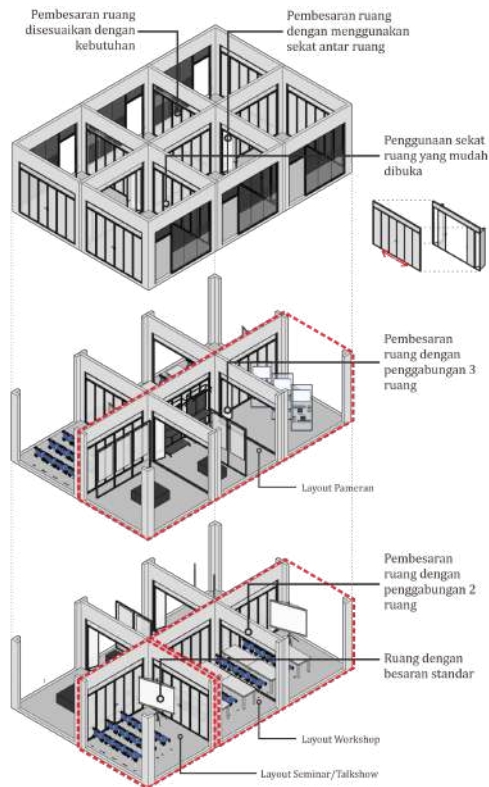 Pembesaran ruang
disesuaikan dengan
kebutuhan
Pembesaran ruang
dengan menggunakan
sekat antar ruang
Penggunaan sekat
ruang yang mudah
dibuka
Pembesaran
ruang dengan
penggabungan 3
ruang
Layout Pameran
Pembesaran
ruang dengan
penggabungan 2
ruang
Ruang dengan
besaran standar
Layout Workshop
Layout Seminar/Talkshow